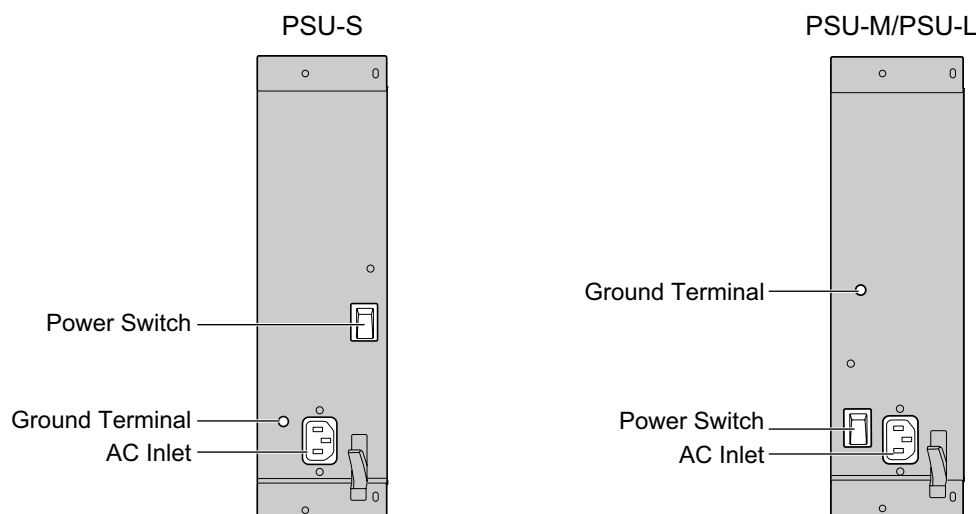 PSU-S
Power Switch
Ground Terminal
AC Inlet
PSU-M/PSU-L
Ground Terminal
Power Switch
AC Inlet